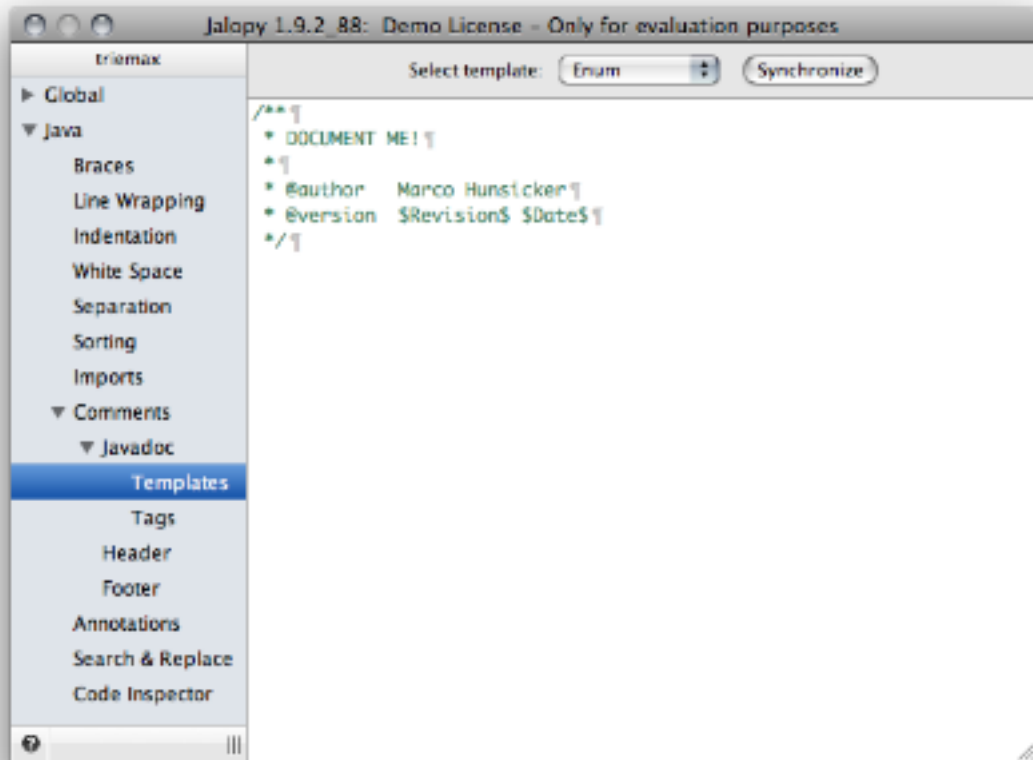 Jalopy 1.9.2_88: Demo License – Only for evaluation purposes
triemax
Select template: Enum Synchronize
Global
Java
Braces
Line Wrapping
Indentation
White Space
Separation
Sorting
Imports
Comments
Javadoc
Templates
Tags
Header
Footer
Annotations
Search & Replace
Code Inspector
/**¶
* DOCUMENT ME!¶
*¶
* @author Marco Hunsicker¶
* @version $Revision$ $Date$¶
*/¶